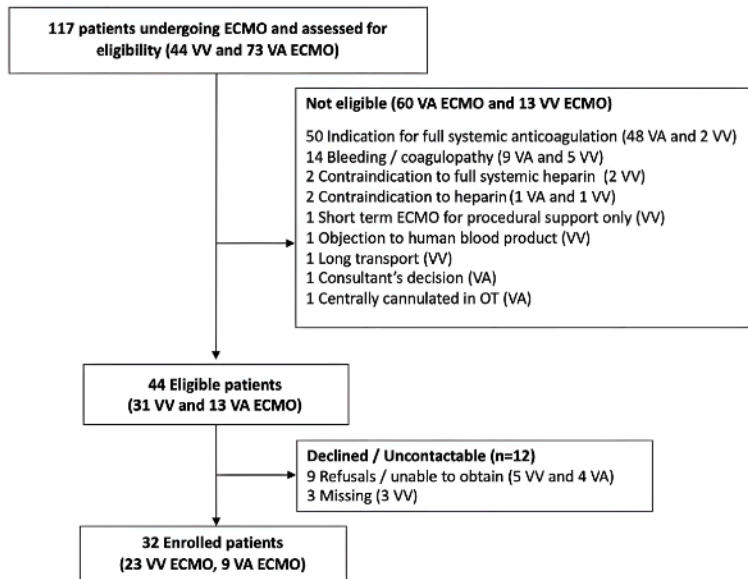 117 patients undergoing ECMO and assessed for
eligibility (44 VV and 73 VA ECMO)
Not eligible (60 VA ECMO and 13 VV ECMO)
50 Indication for full systemic anticoagulation (48 VA and 2 VV)
14 Bleeding / coagulopathy (9 VA and 5 VV)
2 Contraindication to full systemic heparin (2 VV)
2 Contraindication to heparin (1 VA and 1 VV)
1 Short term ECMO for procedural support only (VV)
1 Objection to human blood product (VV)
1 Long transport (VV)
1 Consultant's decision (VA)
1 Centrally cannulated in OT (VA)
44 Eligible patients
(31 VV and 13 VA ECMO)
Declined / Uncontactable (n=12)
9 Refusals / unable to obtain (5 VV and 4 VA)
3 Missing (3 VV)
32 Enrolled patients
(23 VV ECMO, 9 VA ECMO)